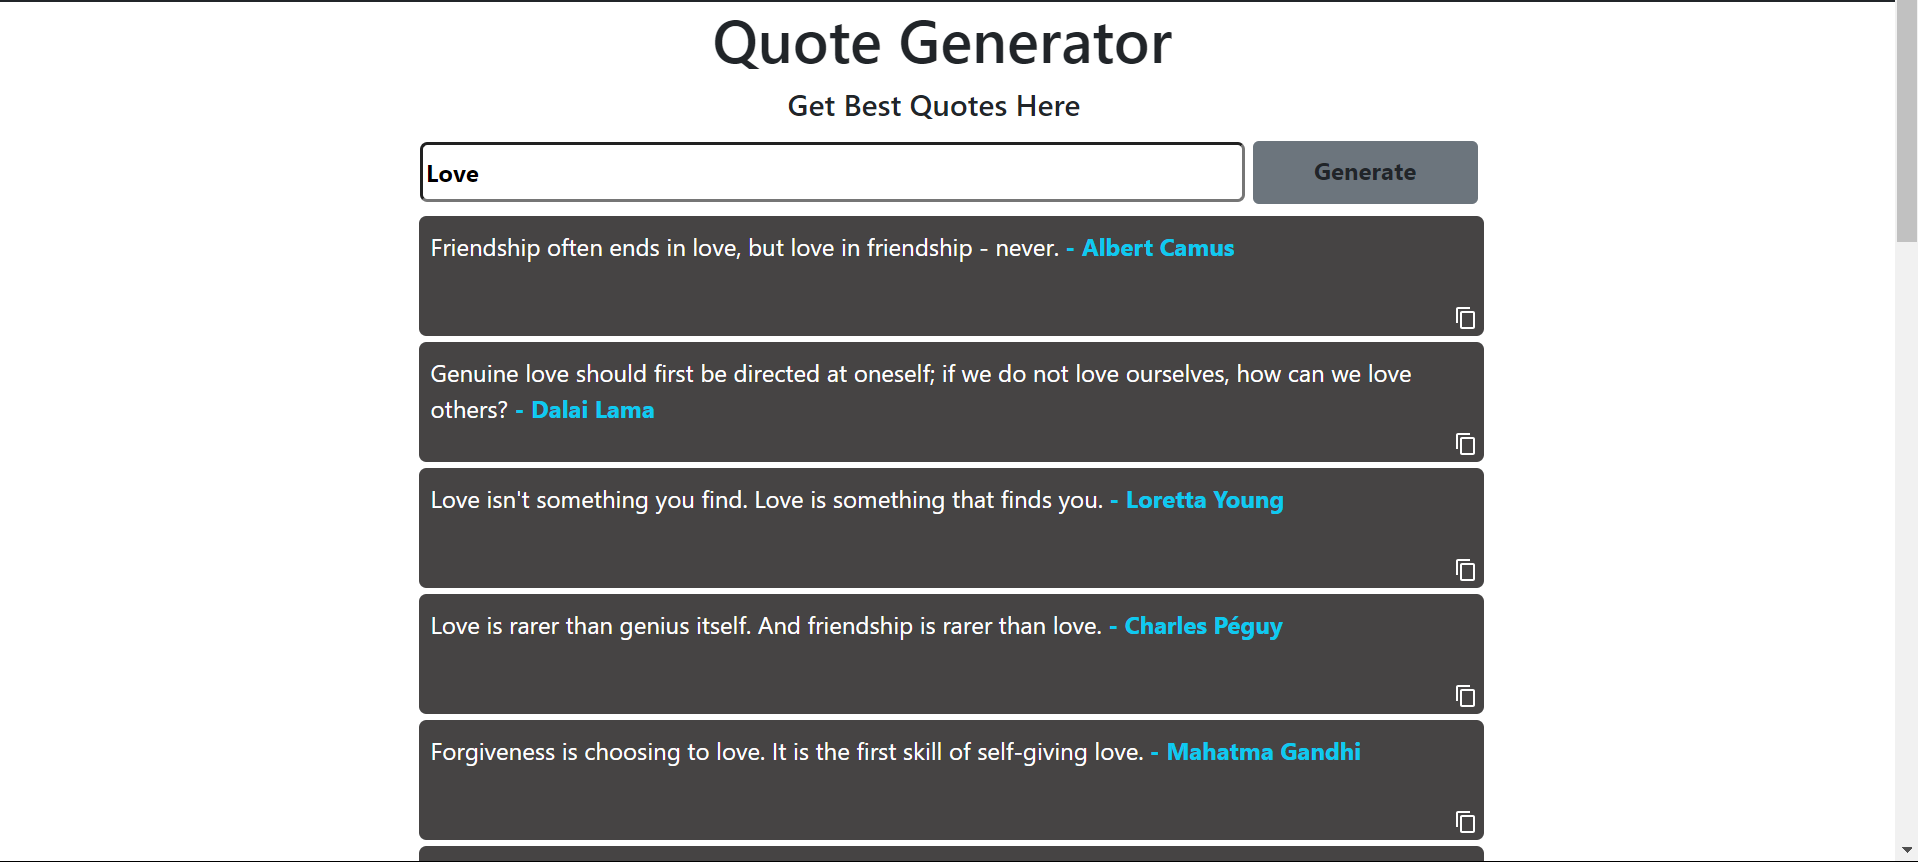 Quote Generator
Get Best Quotes Here
Love
Generate
Friendship often ends in love, but love in friendship - never. - Albert Camus
Genuine love should first be directed at oneself; if we do not love ourselves, how can we love
others? - Dalai Lama
Love isn't something you find. Love is something that finds you. - Loretta Young
Love is rarer than genius itself. And friendship is rarer than love. - Charles Péguy
Forgiveness is choosing to love. It is the first skill of self-giving love. - Mahatma Gandhi